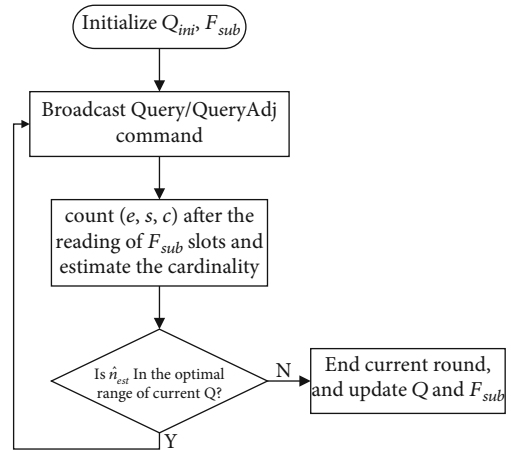 Initialize Q_ini, F_sub
Broadcast Query/QueryAdj
command
count (e, s, c) after the
reading of F_sub slots and
estimate the cardinality
Is n̂_est In the optimal
range of current Q?
N
End current round,
and update Q and F_sub
Y